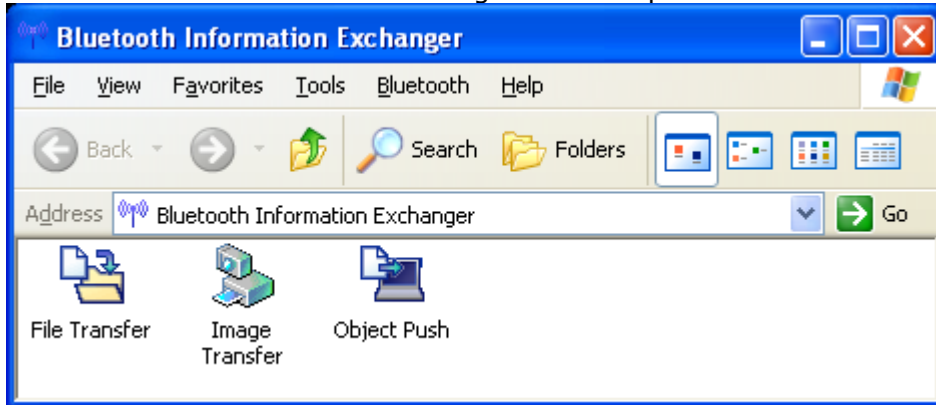 Bluetooth Information Exchanger
File View Favorites Tools Bluetooth Help
Back Search Folders
Address Bluetooth Information Exchanger Go
File Transfer Image Transfer Object Push